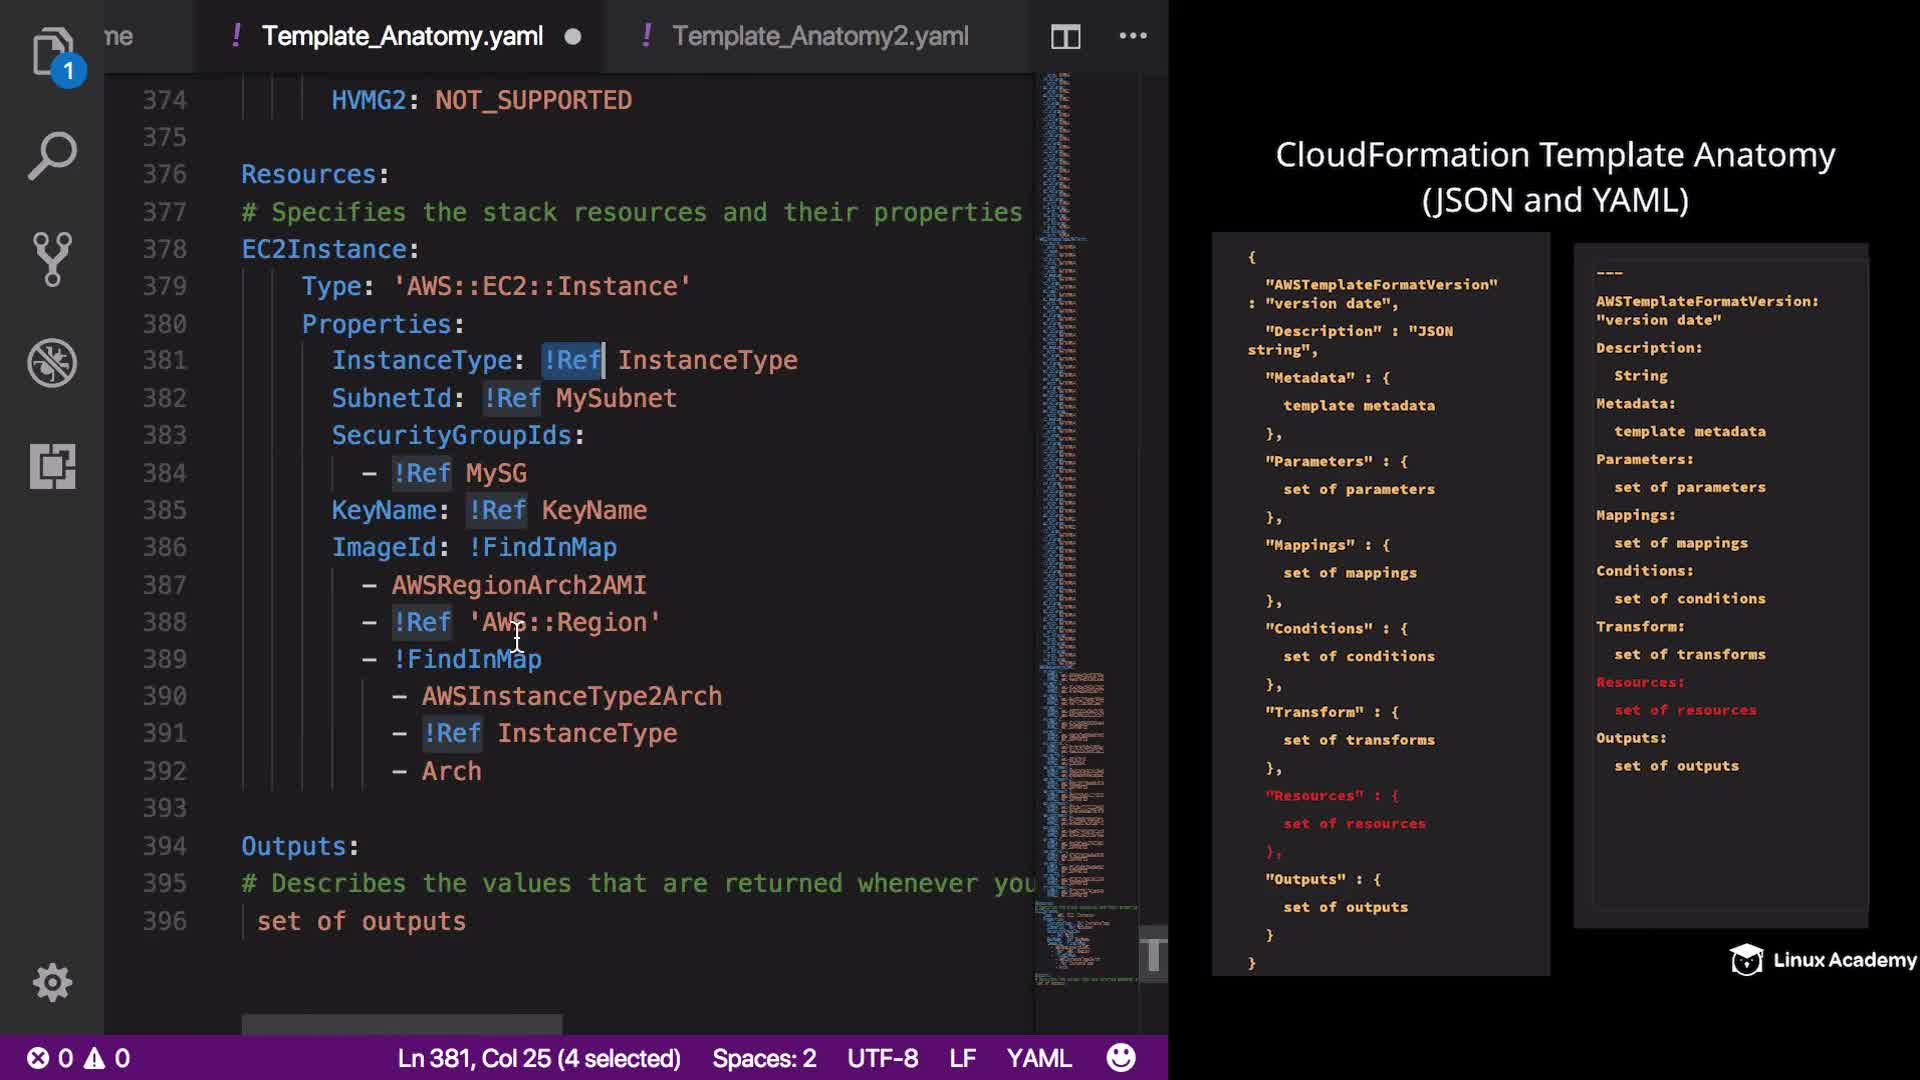 me
! Template_Anatomy.yaml
! Template_Anatomy2.yaml
1
374 HVMG2: NOT_SUPPORTED
375
376 Resources:
377 # Specifies the stack resources and their properties
378 EC2Instance:
379 Type: 'AWS::EC2::Instance'
380 Properties:
381 InstanceType: !Ref InstanceType
382 SubnetId: !Ref MySubnet
383 SecurityGroupIds:
384 - !Ref MySG
385 KeyName: !Ref KeyName
386 ImageId: !FindInMap
387 - AWSRegionArch2AMI
388 - !Ref 'AWS::Region'
389 - !FindInMap
390 - AWSInstanceType2Arch
391 - !Ref InstanceType
392 - Arch
393
394 Outputs:
395 # Describes the values that are returned whenever you
396 set of outputs
0 0 Ln 381, Col 25 (4 selected) Spaces: 2 UTF-8 LF YAML
T
CloudFormation Template Anatomy
(JSON and YAML)
{
"AWSTemplateFormatVersion"
: "version date",
"Description" : "JSON
string",
"Metadata" : {
template metadata
},
"Parameters" : {
set of parameters
},
"Mappings" : {
set of mappings
},
"Conditions" : {
set of conditions
},
"Transform" : {
set of transforms
},
"Resources" : {
set of resources
},
"Outputs" : {
set of outputs
}
}
---
AWSTemplateFormatVersion:
"version date"
Description:
String
Metadata:
template metadata
Parameters:
set of parameters
Mappings:
set of mappings
Conditions:
set of conditions
Transform:
set of transforms
Resources:
set of resources
Outputs:
set of outputs
Linux Academy